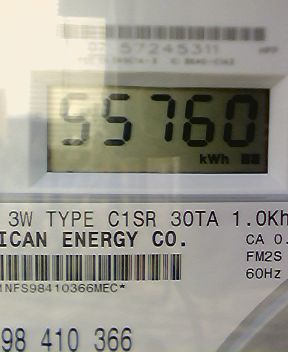 57245311
55760
kWh
3W TYPE C1SR 30TA 1.0Kh
ICAN ENERGY CO.
CA 0.
FM2S
60Hz
1NFS98410366MEC*
98 410 366